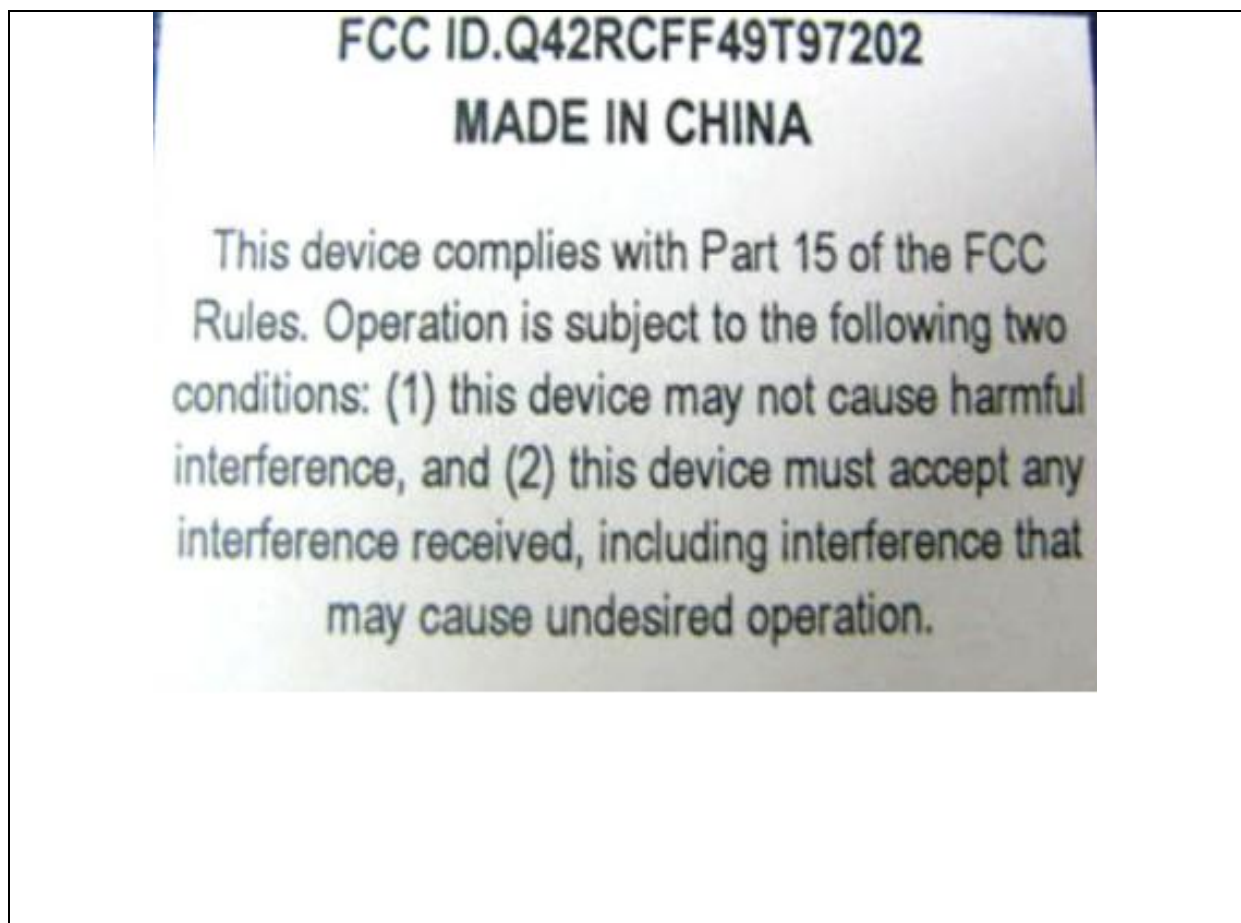 FCC ID.Q42RCFF49T97202
MADE IN CHINA
This device complies with Part 15 of the FCC
Rules. Operation is subject to the following two
conditions: (1) this device may not cause harmful
interference, and (2) this device must accept any
interference received, including interference that
may cause undesired operation.